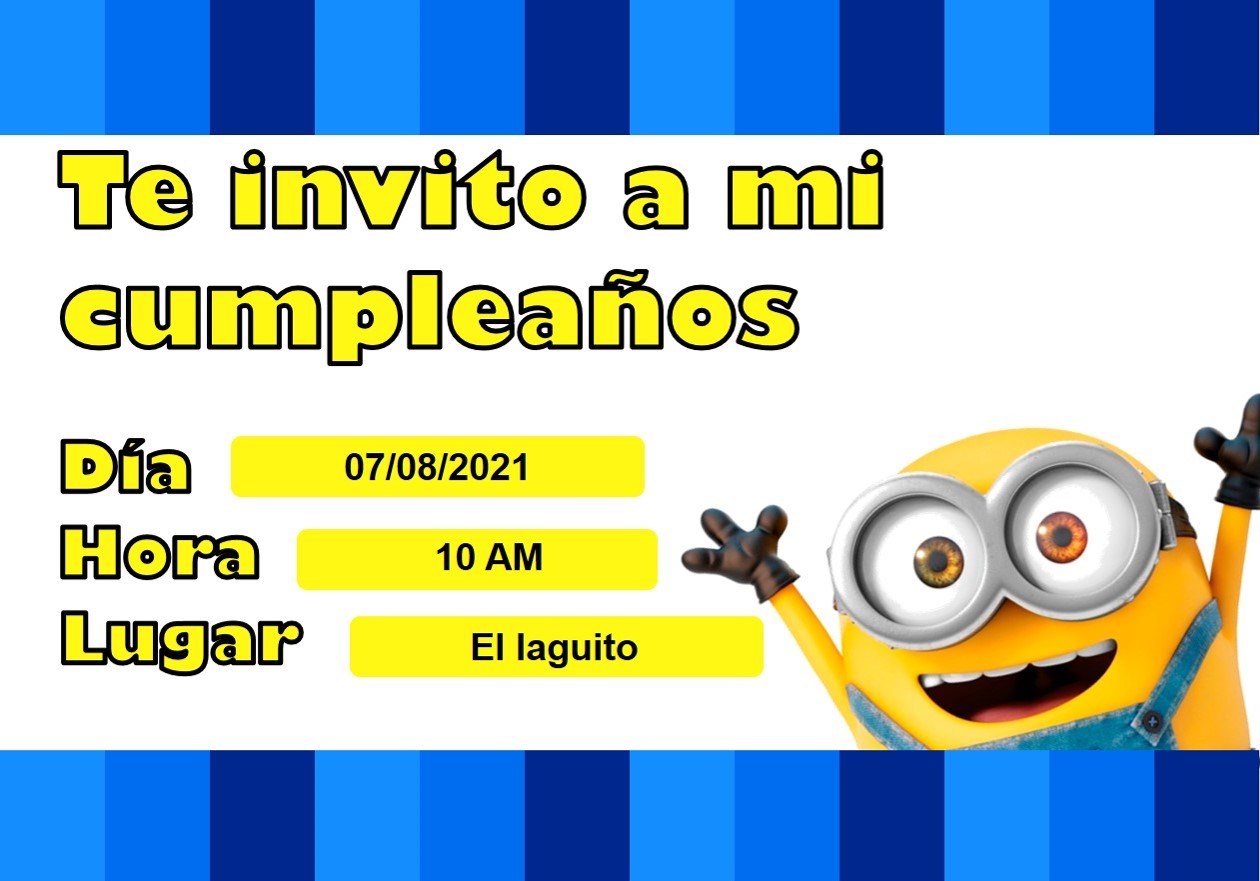 Te invito a mi
cumpleaños
Día 07/08/2021
Hora 10 AM
Lugar El laguito